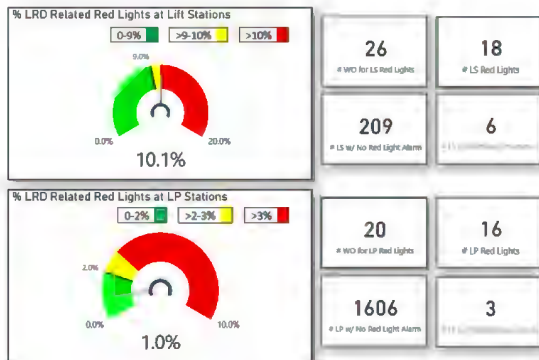 % LRD Related Red Lights at Lift Stations
0-9% >9-10% >10%
9.0%
0.0% 20.0%
10.1%
26
# WO for LS Red Lights
18
# LS Red Lights
209
# LS w/ No Red Light Alarm
6
% LRD Related Red Lights at LP Stations
0-2% >2-3% >3%
2.0%
0.0% 10.0%
1.0%
20
# WO for LP Red Lights
16
# LP Red Lights
1606
# LP w/ No Red Light Alarm
3